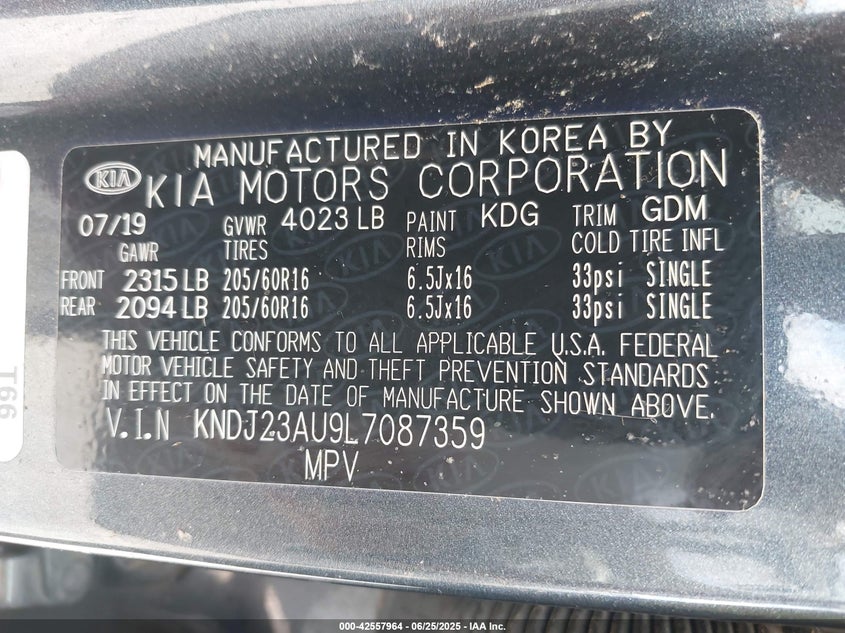 MANUFACTURED IN KOREA BY
KIA KIA MOTORS CORPORATION
07/19 GVWR 4023 LB PAINT KDG TRIM GDM
GAWR TIRES RIMS COLD TIRE INFL
FRONT 2315 LB 205/60R16 6.5Jx16 33psi SINGLE
REAR 2094 LB 205/60R16 6.5Jx16 33psi SINGLE
THIS VEHICLE CONFORMS TO ALL APPLICABLE U.S.A. FEDERAL
MOTOR VEHICLE SAFETY AND THEFT PREVENTION STANDARDS
IN EFFECT ON THE DATE OF MANUFACTURE SHOWN ABOVE.
V.I.N KNDJ23AU9L7087359
MPV
T66
000-42557964 / 06/25/2025 - IAA Inc.